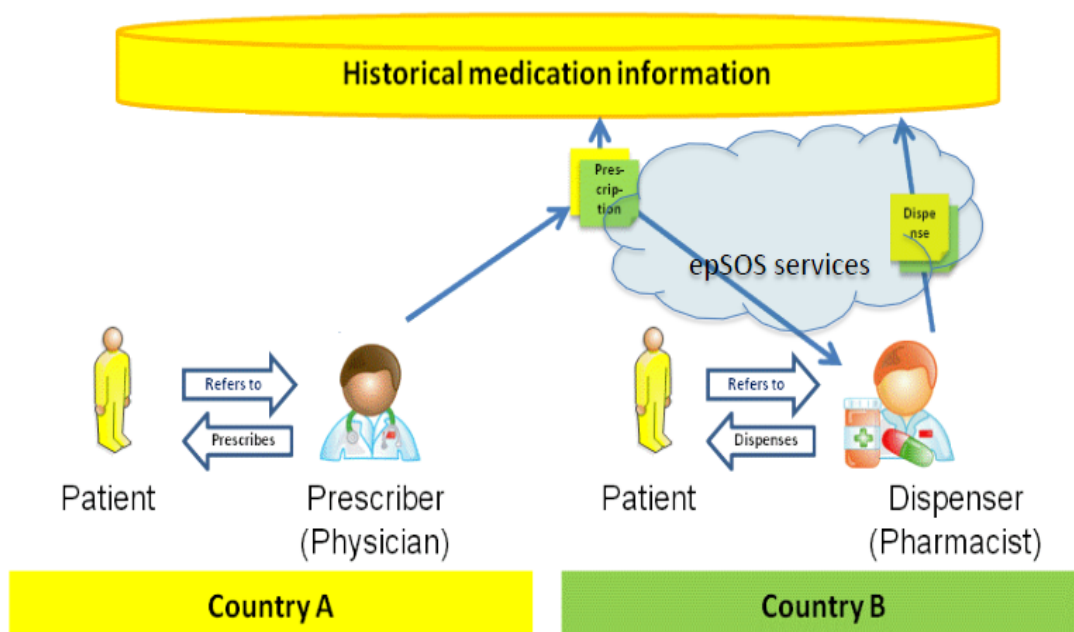 Historical medication information
Pres-
crip-
tion
Dispe
nse
epSOS services
Refers to
Prescribes
Refers to
Dispenses
Patient
Prescriber
(Physician)
Patient
Dispenser
(Pharmacist)
Country A
Country B